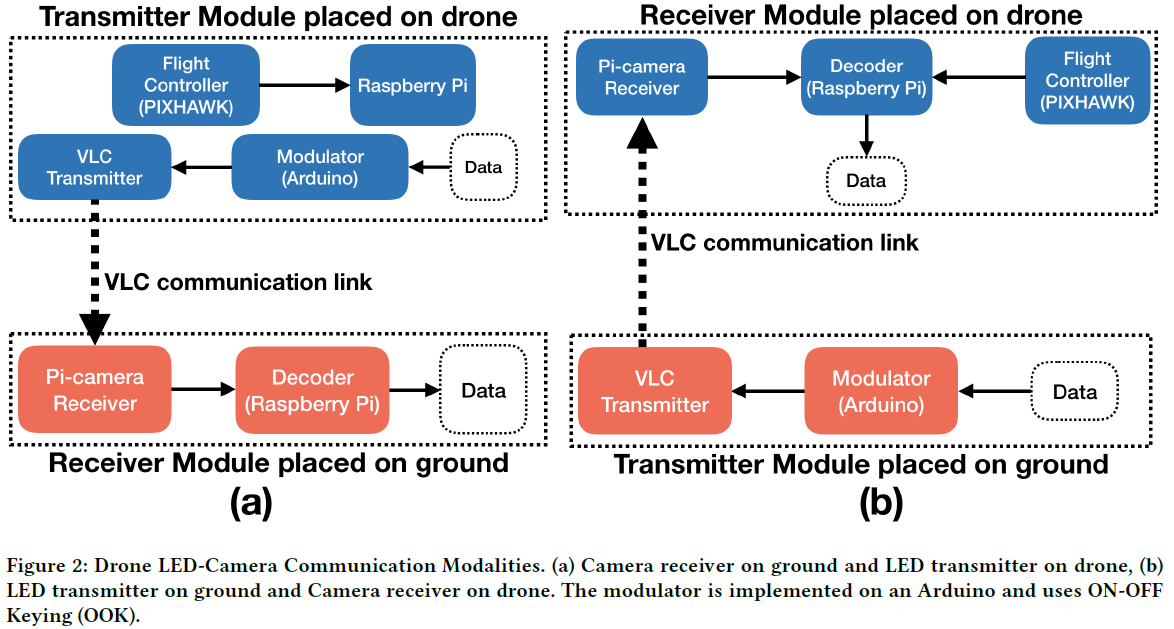 Transmitter Module placed on drone
Flight
Controller
(PIXHAWK)
Raspberry Pi
VLC
Transmitter
Modulator
(Arduino)
Data
VLC communication link
Pi-camera
Receiver
Decoder
(Raspberry Pi)
Data
Receiver Module placed on ground
(a)
Receiver Module placed on drone
Pi-camera
Receiver
Decoder
(Raspberry Pi)
Flight
Controller
(PIXHAWK)
Data
VLC communication link
VLC
Transmitter
Modulator
(Arduino)
Data
Transmitter Module placed on ground
(b)
Figure 2: Drone LED-Camera Communication Modalities. (a) Camera receiver on ground and LED transmitter on drone, (b)
LED transmitter on ground and Camera receiver on drone. The modulator is implemented on an Arduino and uses ON-OFF
Keying (OOK).